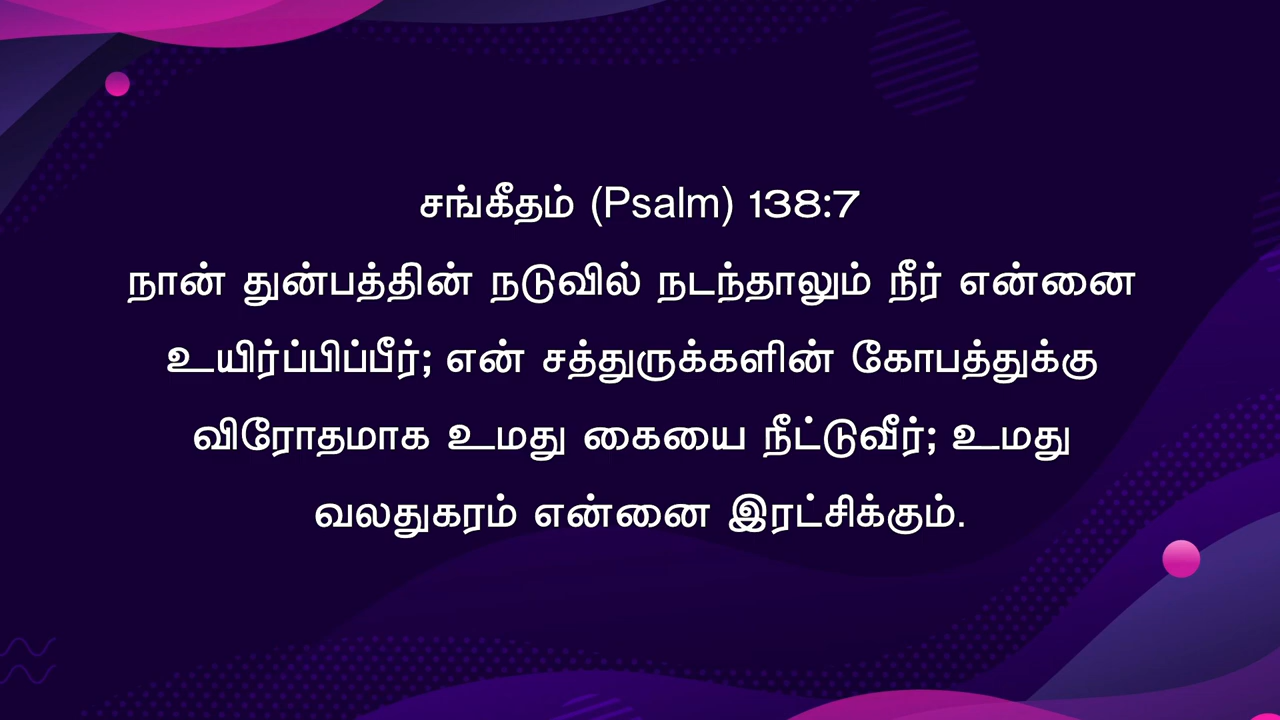 சங்கீதம் (Psalm) 138:7
நான் துன்பத்தின் நடுவில் நடந்தாலும் நீர் என்னை
உயிர்ப்பிப்பீர்; என் சத்துருக்களின் கோபத்துக்கு
விரோதமாக உமது கையை நீட்டுவீர்; உமது
வலதுகரம் என்னை இரட்சிக்கும்.